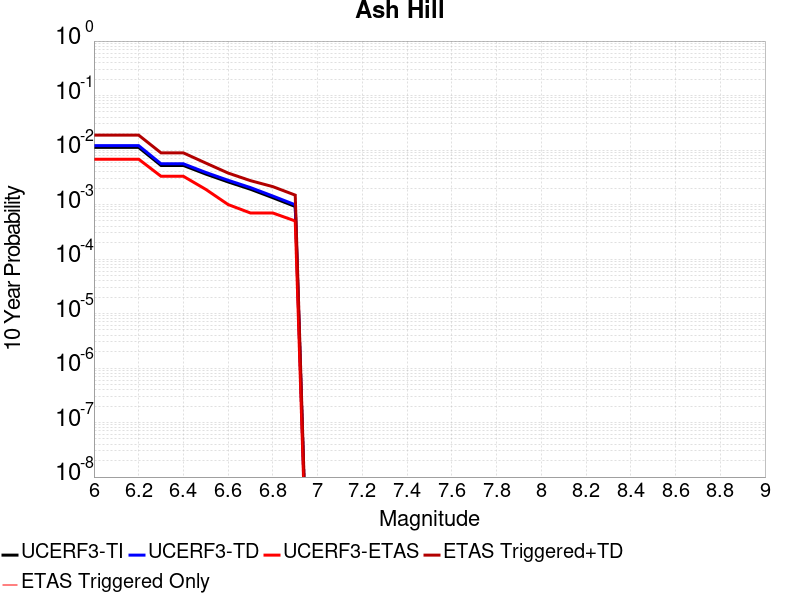 Ash Hill
10 0
10 -1
10 -2
10 -3
10 -4
10 -5
10 -6
10 -7
10 -8
10 Year Probability
6 6.2 6.4 6.6 6.8 7 7.2 7.4 7.6 7.8 8 8.2 8.4 8.6 8.8 9
Magnitude
UCERF3-TI UCERF3-TD UCERF3-ETAS ETAS Triggered+TD
ETAS Triggered Only